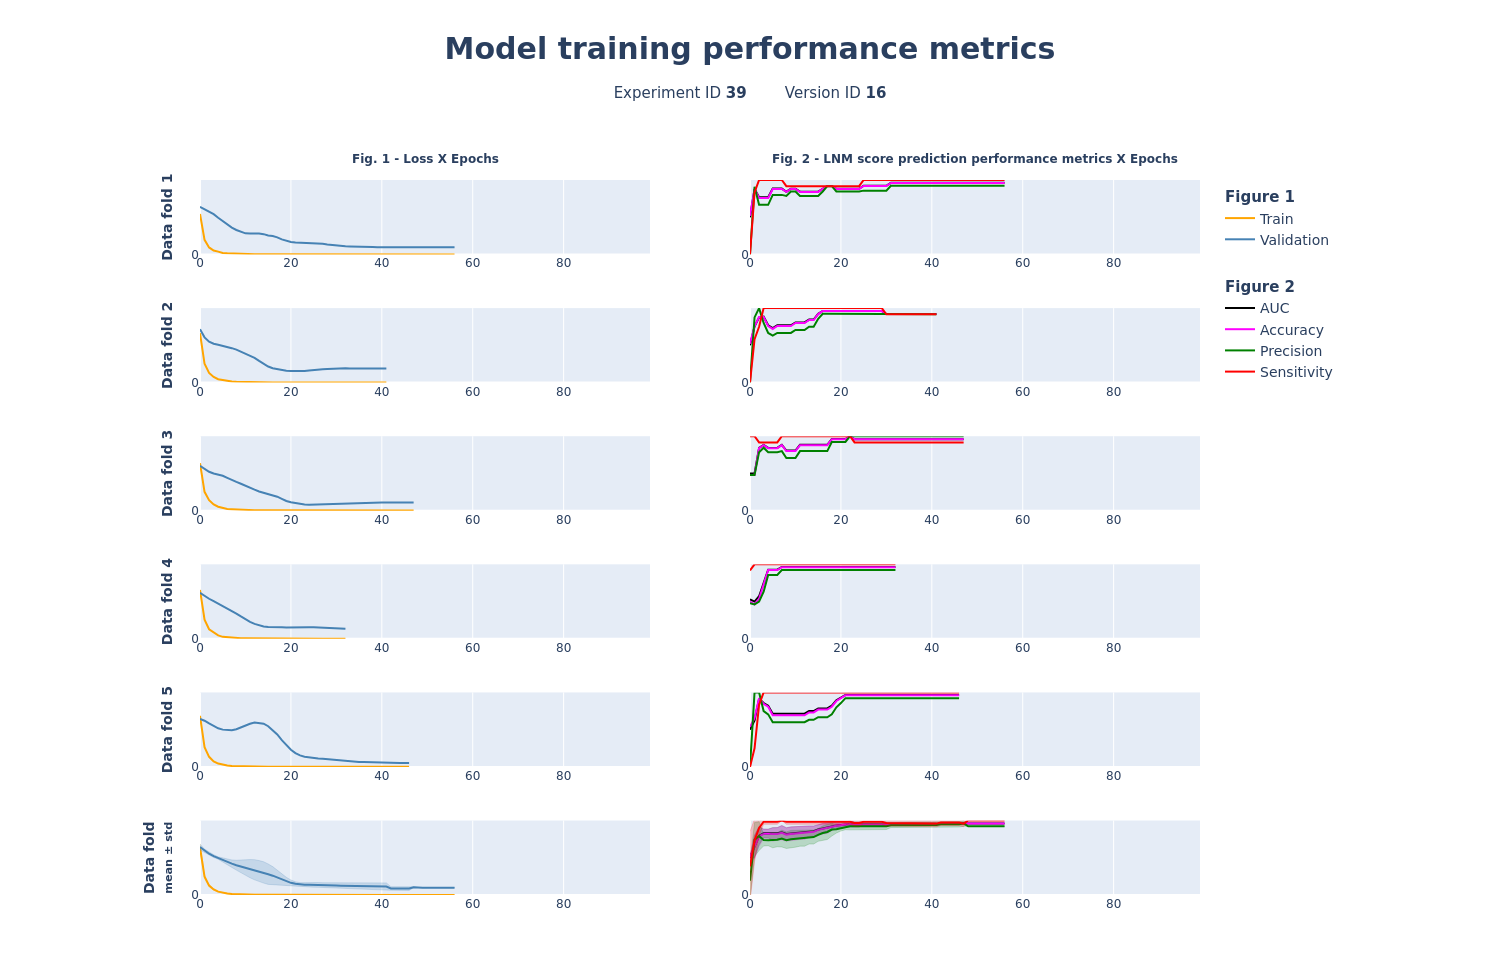 Model training performance metrics
Experiment ID 39 Version ID 16
Fig. 1 - Loss X Epochs
Fig. 2 - LNM score prediction performance metrics X Epochs
Data fold 1
0
0 20 40 60 80
0
0 20 40 60 80
Data fold 2
0
0 20 40 60 80
0
0 20 40 60 80
Data fold 3
0
0 20 40 60 80
0
0 20 40 60 80
Data fold 4
0
0 20 40 60 80
0
0 20 40 60 80
Data fold 5
0
0 20 40 60 80
0
0 20 40 60 80
Data fold
mean ± std
0
0 20 40 60 80
0
0 20 40 60 80
Figure 1
Train
Validation
Figure 2
AUC
Accuracy
Precision
Sensitivity